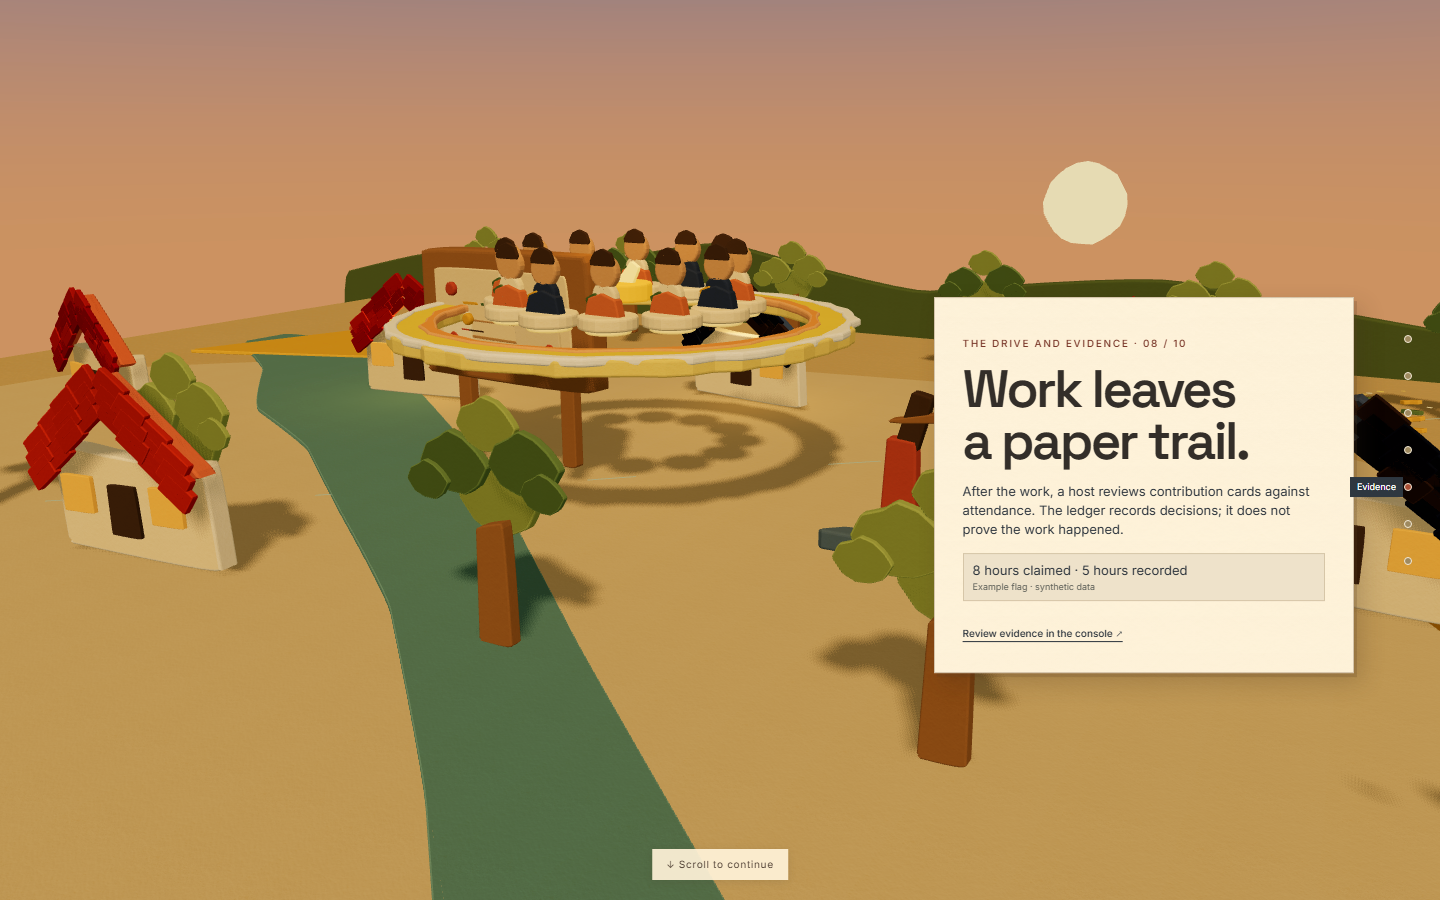 THE DRIVE AND EVIDENCE · 08 / 10
Work leaves
a paper trail.
After the work, a host reviews contribution cards against
attendance. The ledger records decisions; it does not
prove the work happened.
8 hours claimed · 5 hours recorded
Example flag · synthetic data
Review evidence in the console ↗
Evidence
↓ Scroll to continue